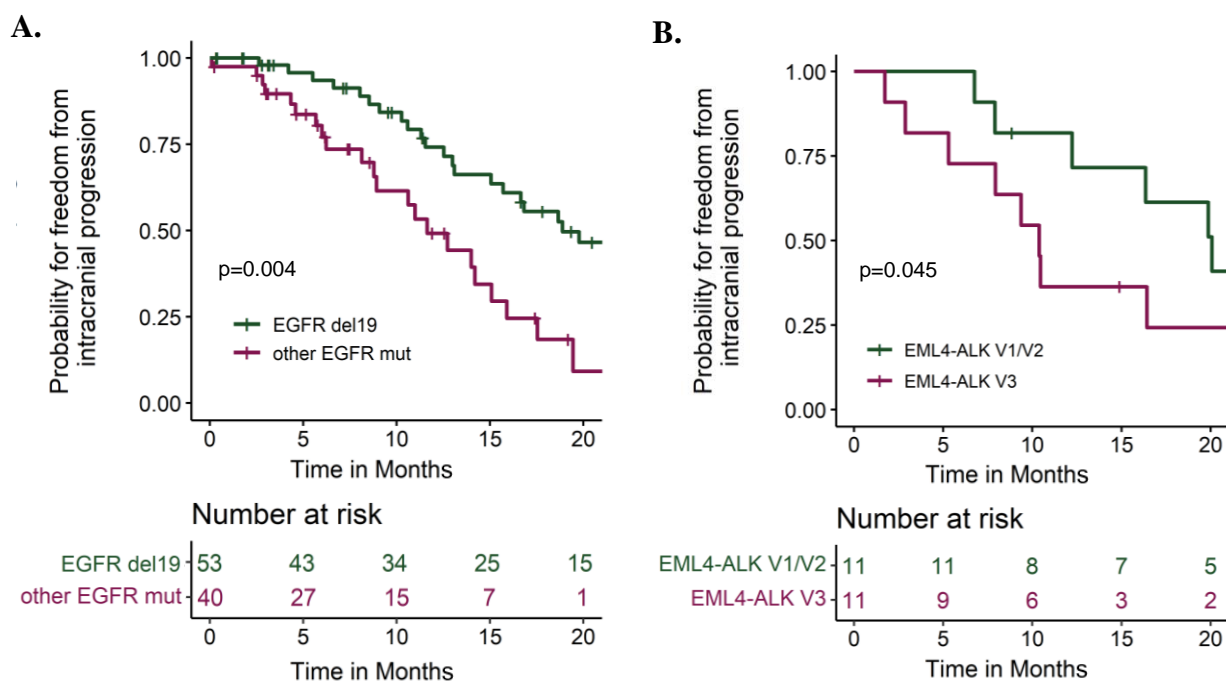 A.
Probability for freedom from
intracranial progression
1.00
0.75
0.50
0.25
0.00
p=0.004
EGFR del19
other EGFR mut
0 5 10 15 20
Time in Months
Number at risk
EGFR del19 53 43 34 25 15
other EGFR mut 40 27 15 7 1
0 5 10 15 20
Time in Months
B.
Probability for freedom from
intracranial progression
1.00
0.75
0.50
0.25
0.00
p=0.045
EML4-ALK V1/V2
EML4-ALK V3
0 5 10 15 20
Time in Months
Number at risk
EML4-ALK V1/V2 11 11 8 7 5
EML4-ALK V3 11 9 6 3 2
0 5 10 15 20
Time in Months